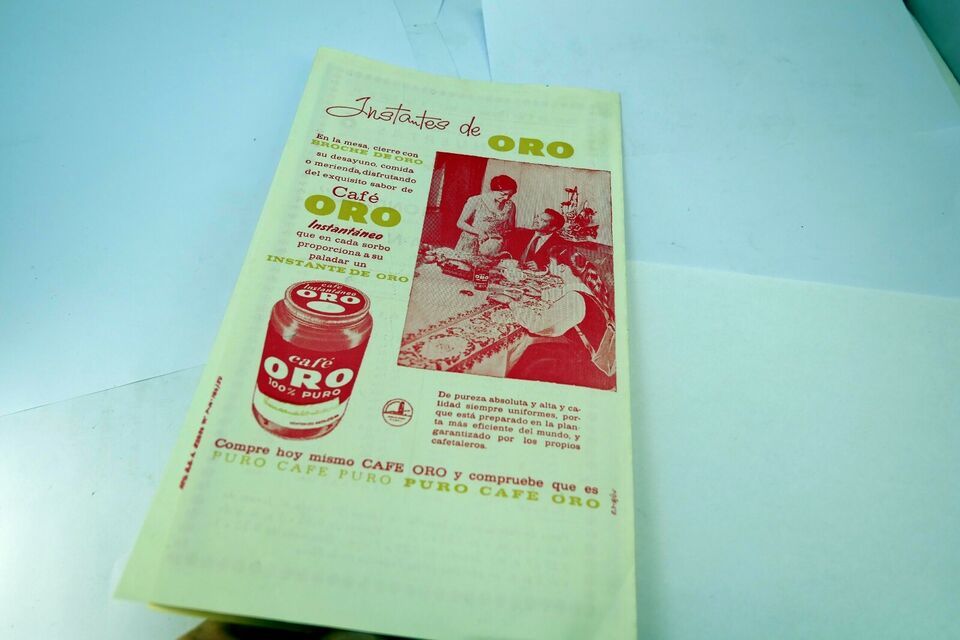 Instantes de ORO
En la mesa, cierre con
BROCHE DE ORO
su desayuno, comida
o merienda, disfrutando
del exquisito sabor de
Café
ORO
Instantáneo
que en cada sorbo
proporciona a su
paladar un
INSTANTE DE ORO
café
Instantáneo
ORO
café
ORO
100% PURO
De pureza absoluta y alta y ca-
lidad siempre uniformes, por-
que está preparado en la plan-
ta más eficiente del mundo, y
garantizado por los propios
cafetaleros.
Compre hoy mismo CAFE ORO y compruebe que es
PURO CAFE PURO PURO CAFÉ ORO